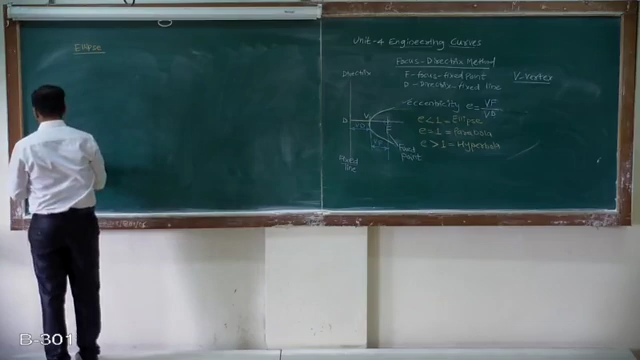 Ellipse
Unit-4 Engineering Curves
Focus-Directrix Method
F-focus-fixed point
V-vertex
D-Directrix-fixed line
Directrix
eccentricity e = VF/VD
e<1 = Ellipse
e=1 = Parabola
e>1 = Hyperbola
D
V
F
Fixed line
Fixed point
B-301